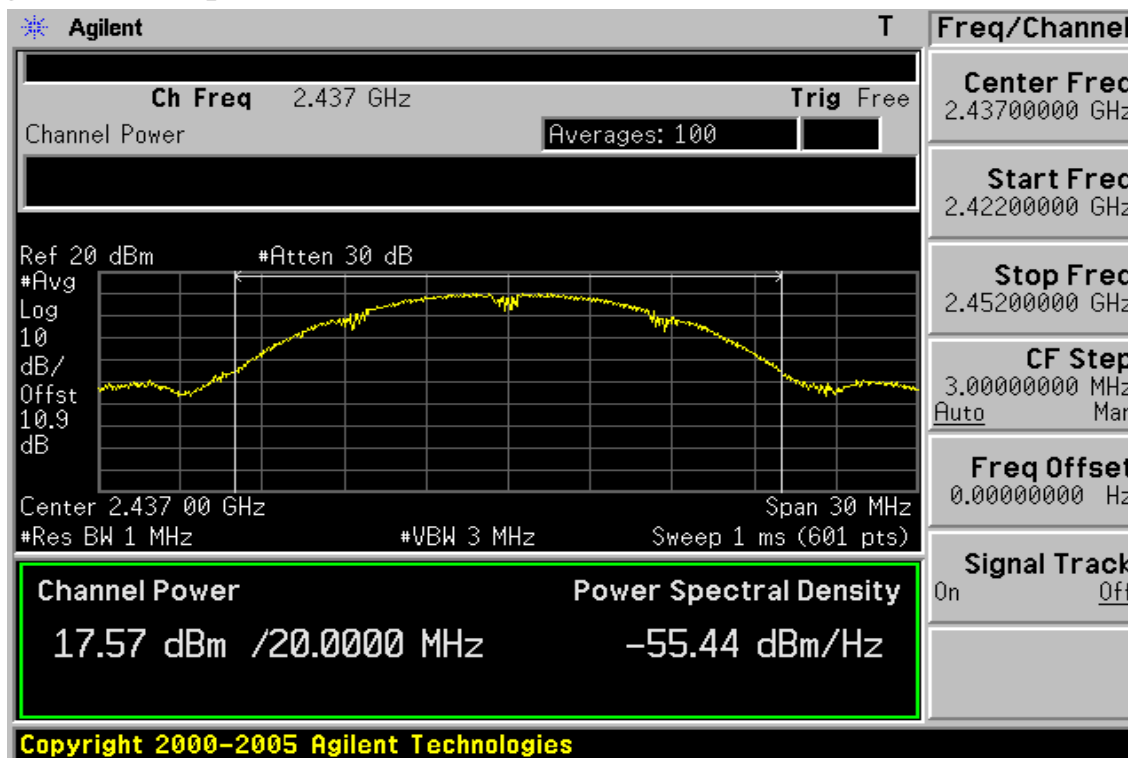 Agilent T
Ch Freq 2.437 GHz Trig Free
Channel Power Averages: 100
Ref 20 dBm #Atten 30 dB
#Avg
Log
10
dB/
Offst
10.9
dB
Center 2.437 00 GHz Span 30 MHz
#Res BW 1 MHz #VBW 3 MHz Sweep 1 ms (601 pts)
Channel Power Power Spectral Density
17.57 dBm /20.0000 MHz -55.44 dBm/Hz
Copyright 2000-2005 Agilent Technologies
Freq/Channel
Center Freq
2.43700000 GHz
Start Freq
2.42200000 GHz
Stop Freq
2.45200000 GHz
CF Step
3.00000000 MHz
Auto Man
Freq Offset
0.00000000 Hz
Signal Track
On Off